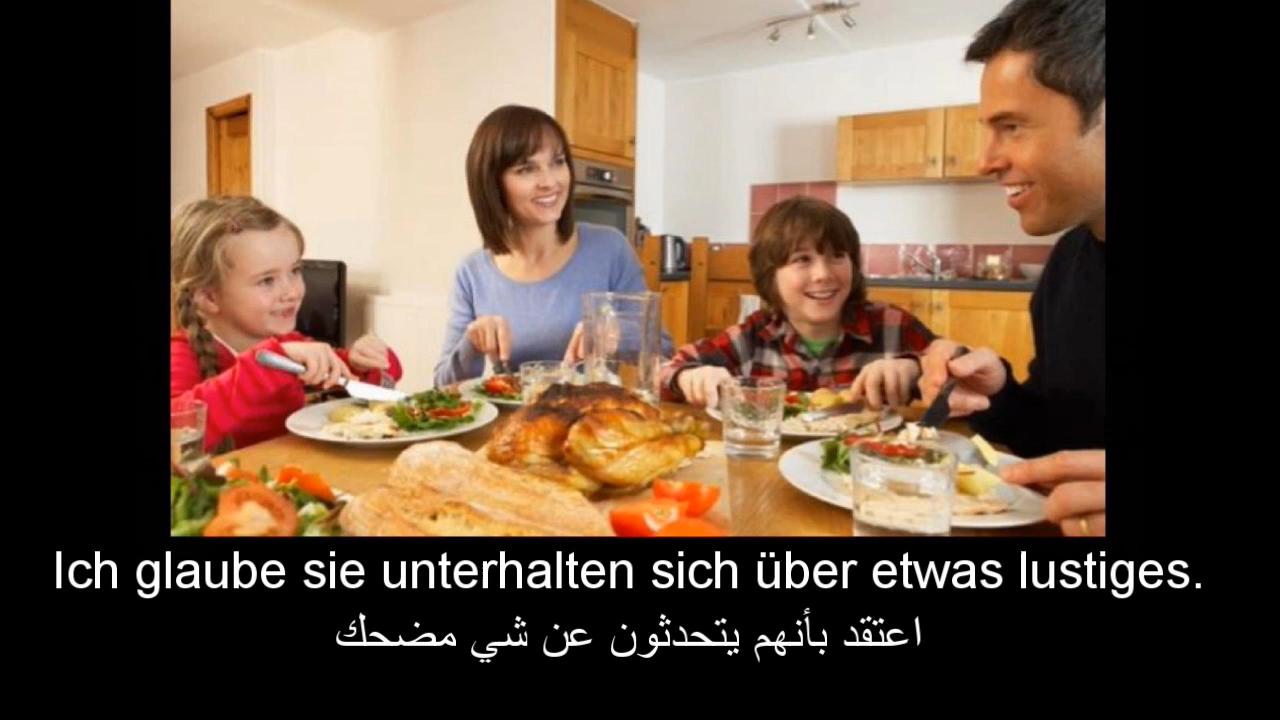 Ich glaube sie unterhalten sich über etwas lustiges.
اعتقد بأنهم يتحدثون عن شي مضحك